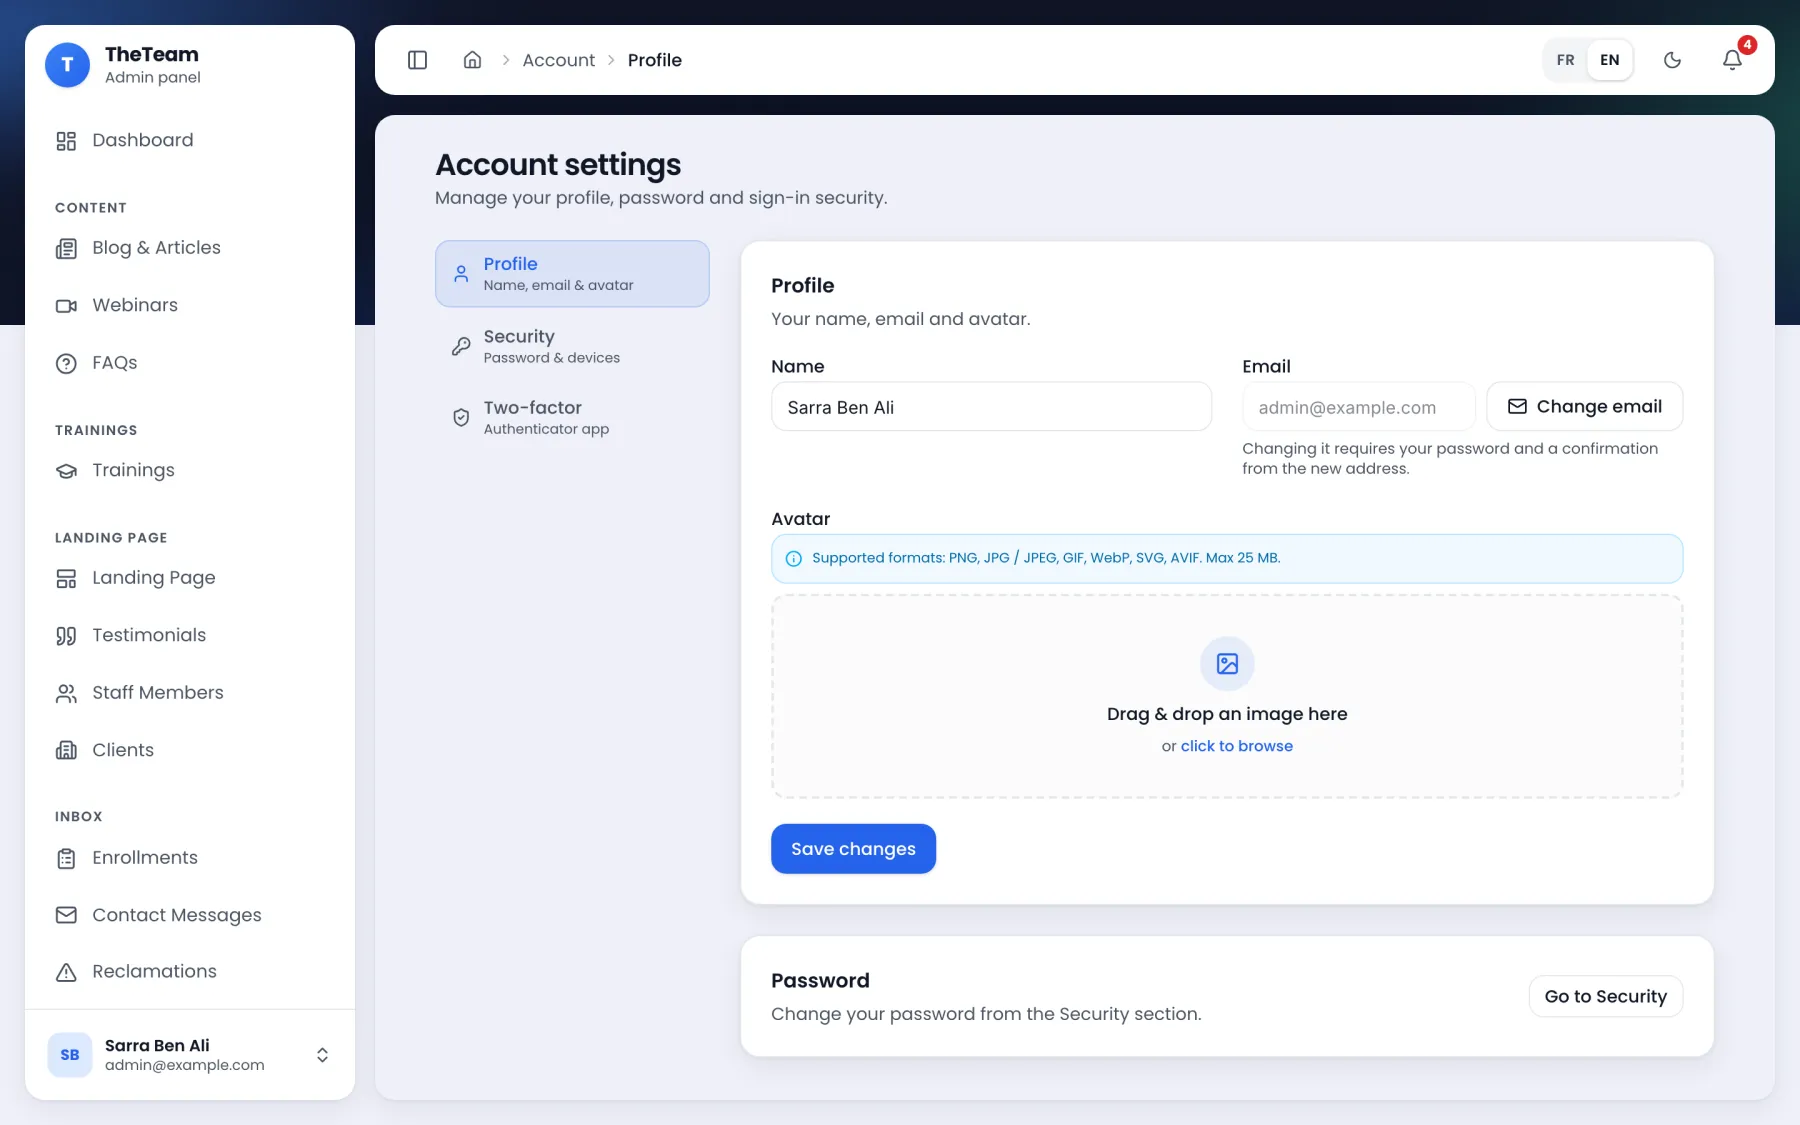 T
TheTeam
Admin panel
Dashboard
CONTENT
Blog & Articles
Webinars
FAQs
TRAININGS
Trainings
LANDING PAGE
Landing Page
Testimonials
Staff Members
Clients
INBOX
Enrollments
Contact Messages
Reclamations
SB
Sarra Ben Ali
admin@example.com
Account
Profile
FR
EN
4
Account settings
Manage your profile, password and sign-in security.
Profile
Name, email & avatar
Security
Password & devices
Two-factor
Authenticator app
Profile
Your name, email and avatar.
Name
Sarra Ben Ali
Email
admin@example.com
Change email
Changing it requires your password and a confirmation
from the new address.
Avatar
Supported formats: PNG, JPG / JPEG, GIF, WebP, SVG, AVIF. Max 25 MB.
Drag & drop an image here
or click to browse
Save changes
Password
Change your password from the Security section.
Go to Security